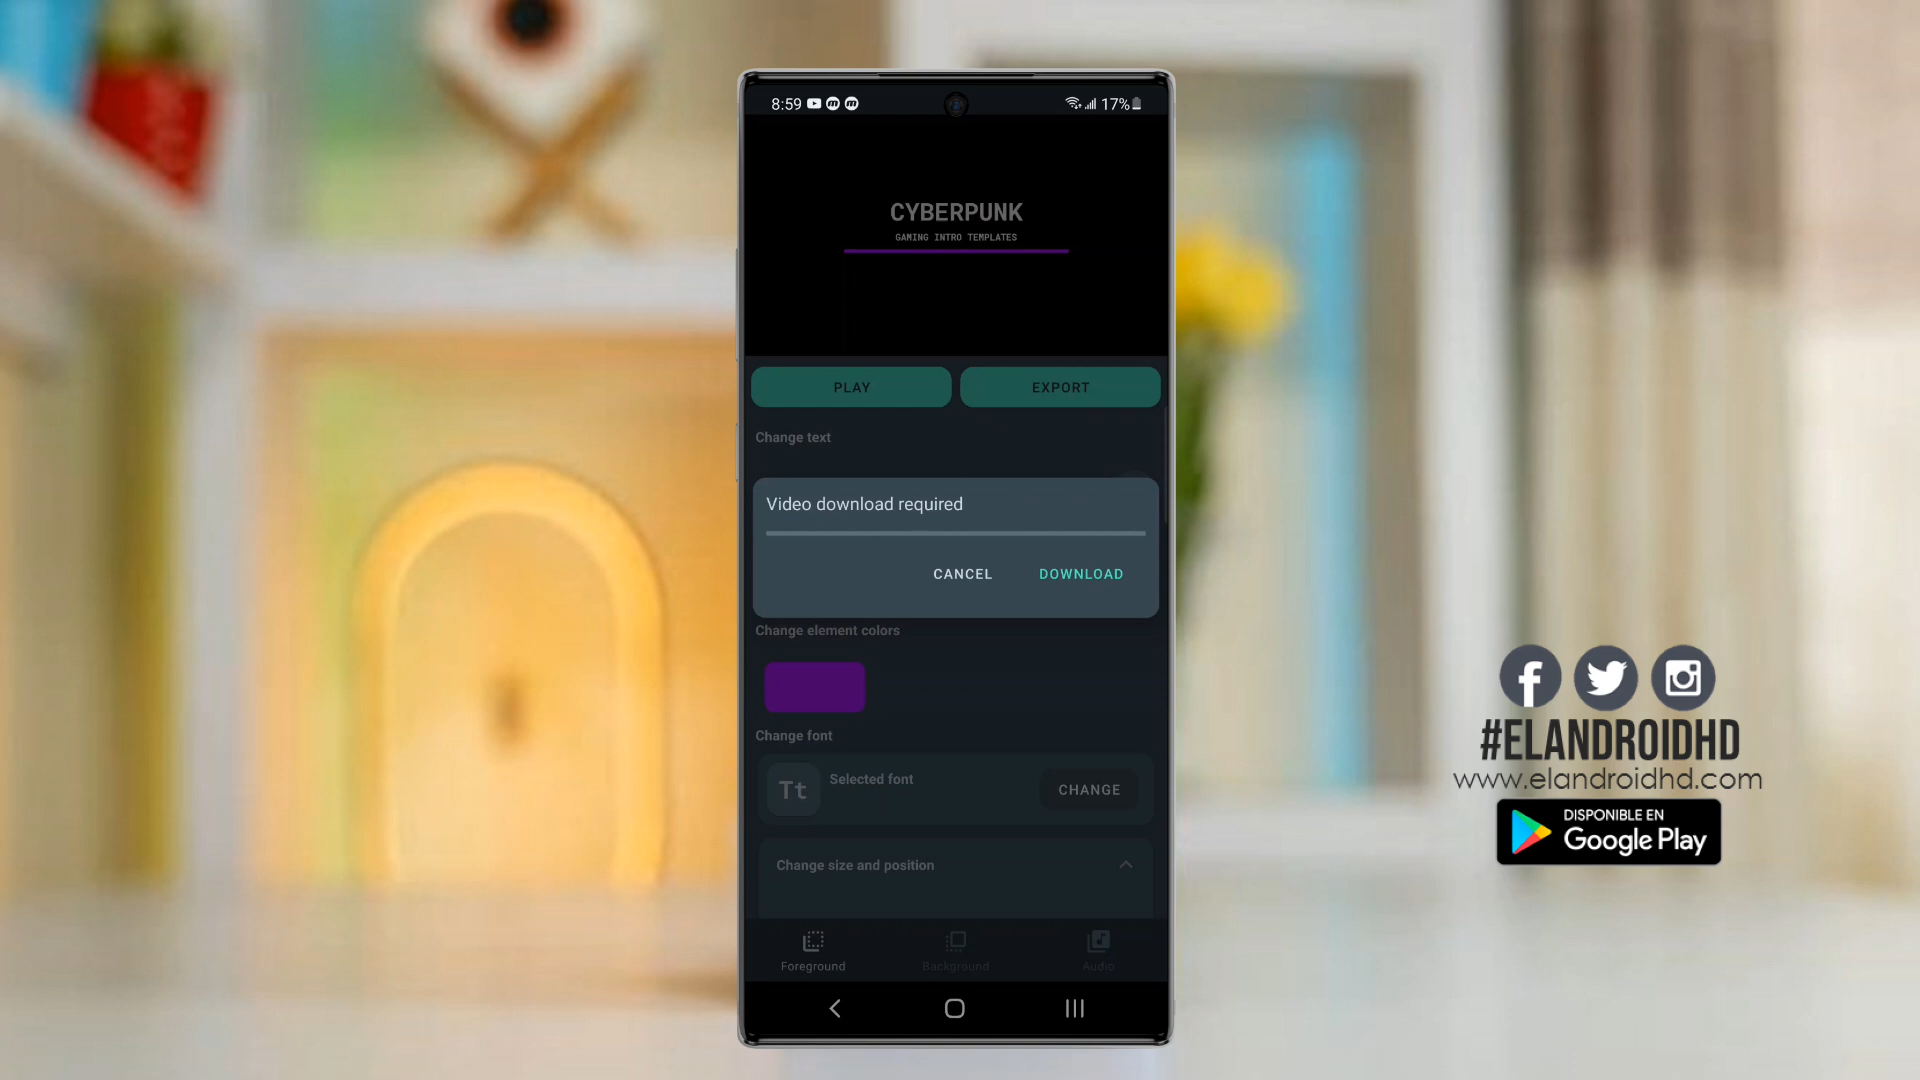 8:59
17%
CYBERPUNK
GAMING INTRO TEMPLATES
PLAY
EXPORT
Change text
Video download required
CANCEL
DOWNLOAD
Change element colors
Change font
Tt
Selected font
CHANGE
Change size and position
Foreground
Background
Audio
#ELANDROIDHD
www.elandroidhd.com
DISPONIBLE EN
Google Play